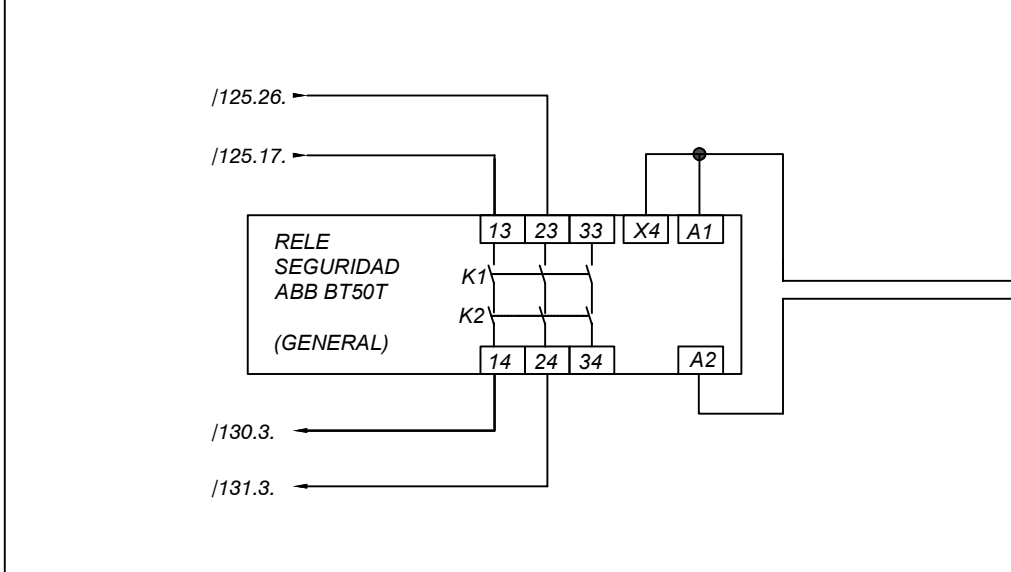 /125.26.
/125.17.
13 23 33 X4 A1
RELE
SEGURIDAD
ABB BT50T
(GENERAL)
K1
K2
14 24 34 A2
/130.3.
/131.3.